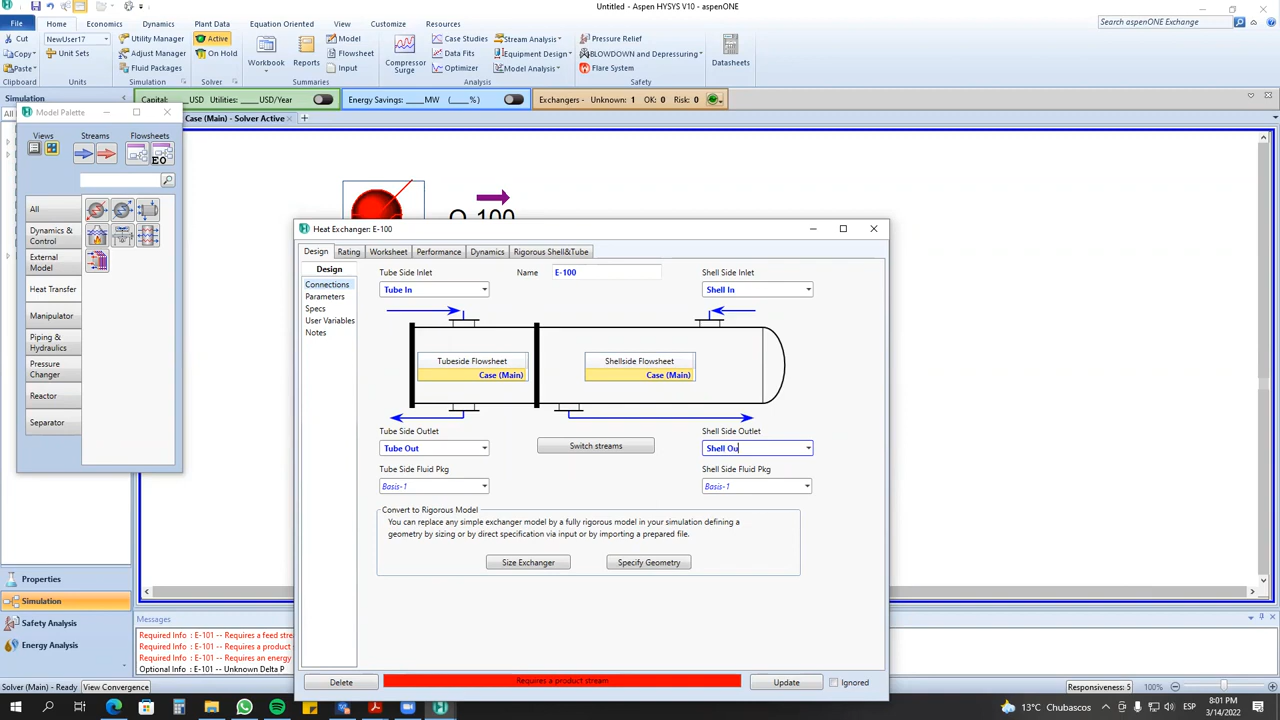 Untitled - Aspen HYSYS V10 - aspenONE
File Home Economics Dynamics Plant Data Equation Oriented View Customize Resources Search aspenONE Exchange
Cut NewUser17 Utility Manager Active Model Case Studies Stream Analysis Pressure Relief
Copy Unit Sets Adjust Manager On Hold Flowsheet Data Fits Equipment Design BLOWDOWN and Depressuring
Paste Fluid Packages Workbook Reports Input Compressor Surge Optimizer Model Analysis Flare System Datasheets
Clipboard Units Simulation Solver Summaries Analysis Safety
Simulation Capital: ____ USD Utilities: ____ USD/Year Energy Savings: ____ MW (____ %) Exchangers - Unknown: 1 OK: 0 Risk: 0
All Model Palette Case (Main) - Solver Active +
Views Streams Flowsheets
EO
All
Dynamics & Control
External Model
Heat Transfer
Manipulator
Piping & Hydraulics
Pressure Changer
Reactor
Separator
Q-100
Heat Exchanger: E-100
Design Rating Worksheet Performance Dynamics Rigorous Shell&Tube
Design
Connections
Parameters
Specs
User Variables
Notes
Tube Side Inlet Name E-100 Shell Side Inlet
Tube In Shell In
Tubeside Flowsheet Shellside Flowsheet
Case (Main) Case (Main)
Tube Side Outlet Shell Side Outlet
Tube Out Switch streams Shell Ou
Tube Side Fluid Pkg Shell Side Fluid Pkg
Basis-1 Basis-1
Convert to Rigorous Model
You can replace any simple exchanger model by a fully rigorous model in your simulation defining a
geometry by sizing or by direct specification via input or by importing a prepared file.
Size Exchanger Specify Geometry
Delete Requires a product stream Update Ignored
Properties
Simulation
Safety Analysis
Energy Analysis
Messages
Required Info : E-101 -- Requires a feed stre
Required Info : E-101 -- Requires a product
Required Info : E-101 -- Requires an energy
Optional Info : E-101 -- Unknown Delta P
Solver (Main) - Ready View Convergence Responsiveness: 5 100%
13°C Chubascos ESP 8:01 PM
3/14/2022